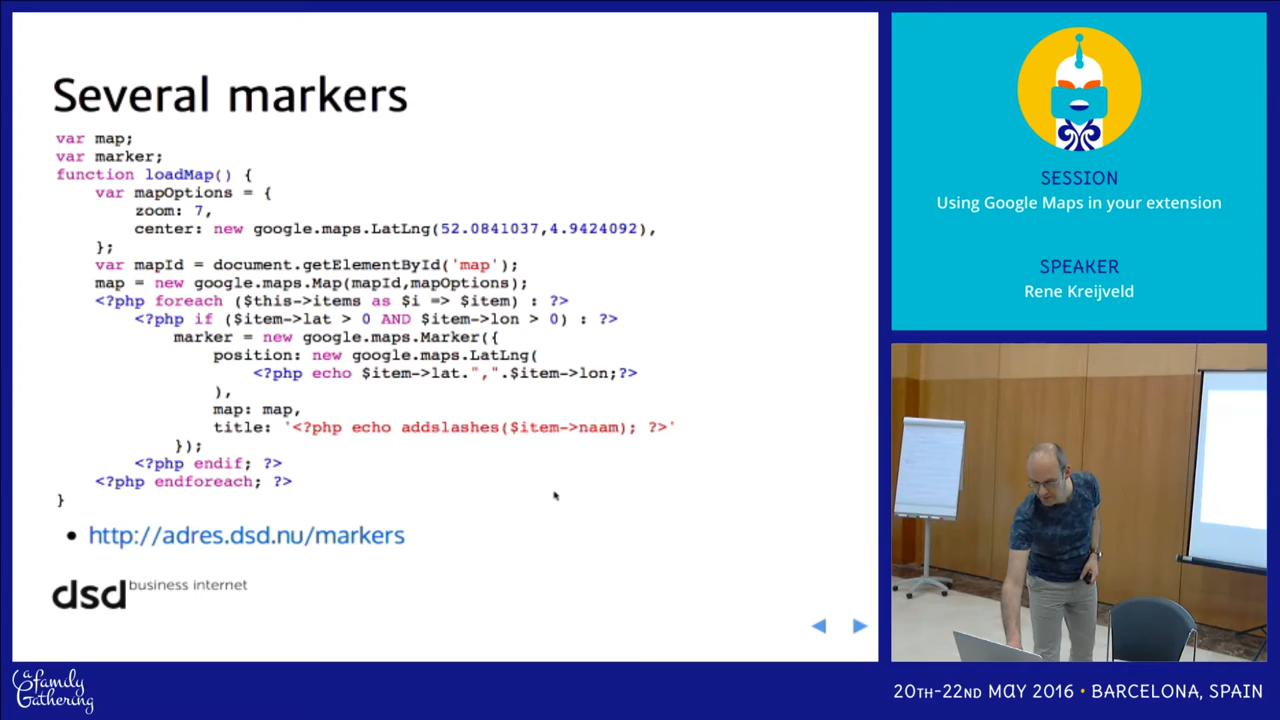 Several markers
var map;
var marker;
function loadMap() {
var mapOptions = {
zoom: 7,
center: new google.maps.LatLng(52.0841037,4.9424092),
};
var mapId = document.getElementById('map');
map = new google.maps.Map(mapId,mapOptions);
<?php foreach ($this->items as $i => $item) : ?>
<?php if ($item->lat > 0 AND $item->lon > 0) : ?>
marker = new google.maps.Marker({
position: new google.maps.LatLng(
<?php echo $item->lat.",".$item->lon;?>
),
map: map,
title: '<?php echo addslashes($item->naam); ?>'
});
<?php endif; ?>
<?php endforeach; ?>
}
• http://adres.dsd.nu/markers
dsd business internet
SESSION
Using Google Maps in your extension
SPEAKER
Rene Kreijveld
a family Gathering
20TH-22ND MAY 2016 • BARCELONA, SPAIN